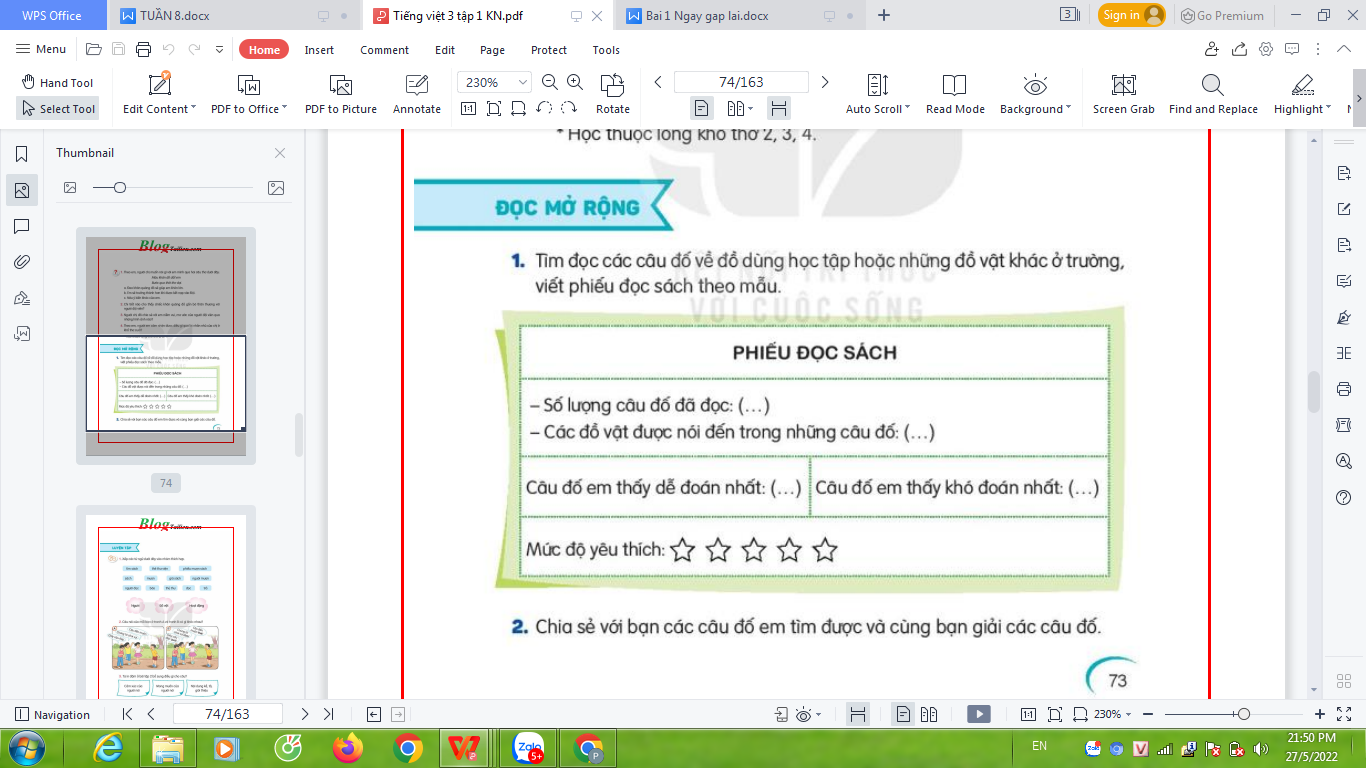 WPS Office
TUẦN 8.docx
Tiếng việt 3 tập 1 KN.pdf
Bai 1 Ngay gap lai.docx
3
Sign in
Go Premium
Menu
Home
Insert
Comment
Edit
Page
Protect
Tools
Hand Tool
Select Tool
Edit Content
PDF to Office
PDF to Picture
Annotate
230%
Rotate
74/163
Auto Scroll
Read Mode
Background
Screen Grab
Find and Replace
Highlight
Thumbnail
74
* Học thuộc lòng khổ thơ 2, 3, 4.
ĐỌC MỞ RỘNG
1. Tìm đọc các câu đố về đồ dùng học tập hoặc những đồ vật khác ở trường,
viết phiếu đọc sách theo mẫu.
KẾT NỐI TRI THỨC
VỚI CUỘC SỐNG
PHIẾU ĐỌC SÁCH
– Số lượng câu đố đã đọc: (...)
– Các đồ vật được nói đến trong những câu đố: (...)
Câu đố em thấy dễ đoán nhất: (...)
Câu đố em thấy khó đoán nhất: (...)
Mức độ yêu thích:
2. Chia sẻ với bạn các câu đố em tìm được và cùng bạn giải các câu đố.
73
Navigation
74/163
230%
EN
21:50 PM
27/5/2022